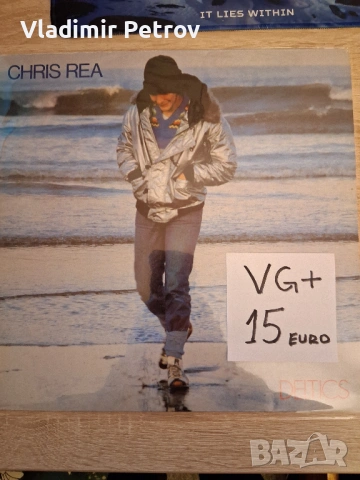 Vladimir Petrov
IT LIES WITHIN
CHRIS REA
VG+
15 EURO
DELTICS
BAZAR